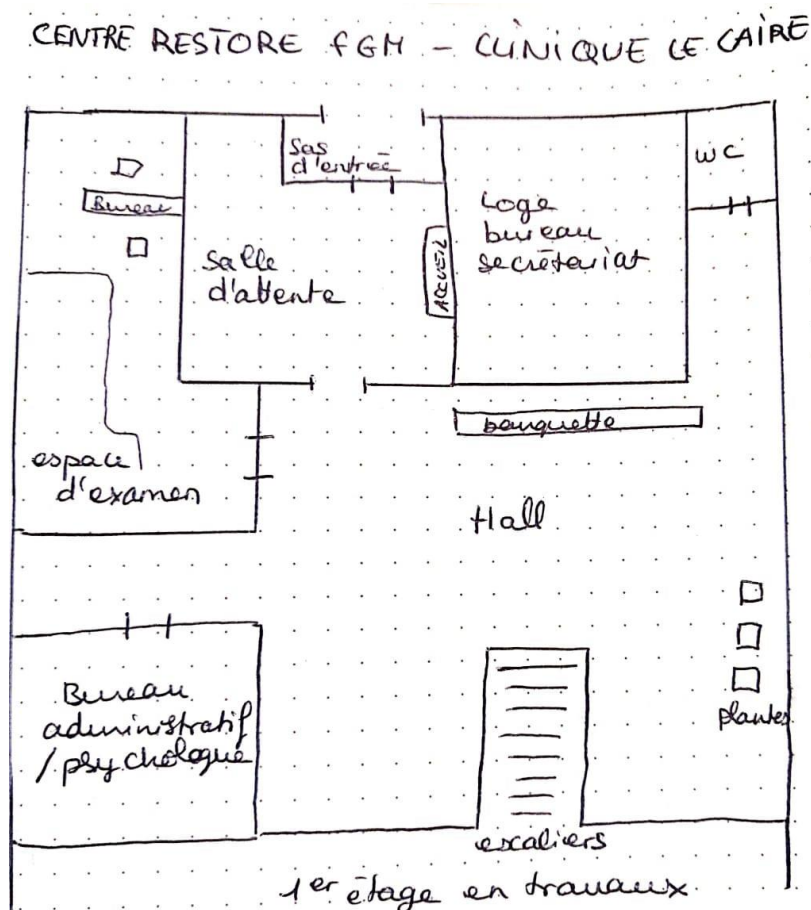 CENTRE RESTORE FGM - CLINIQUE LE CAIRE
Sas
d'entrée
WC
Bureau
Loge
bureau
secrétariat
ACCUEIL
Salle
d'attente
banquette
espace
d'examen
Hall
Bureau
administratif
/psychologue
plantes
escaliers
1er étage en travaux